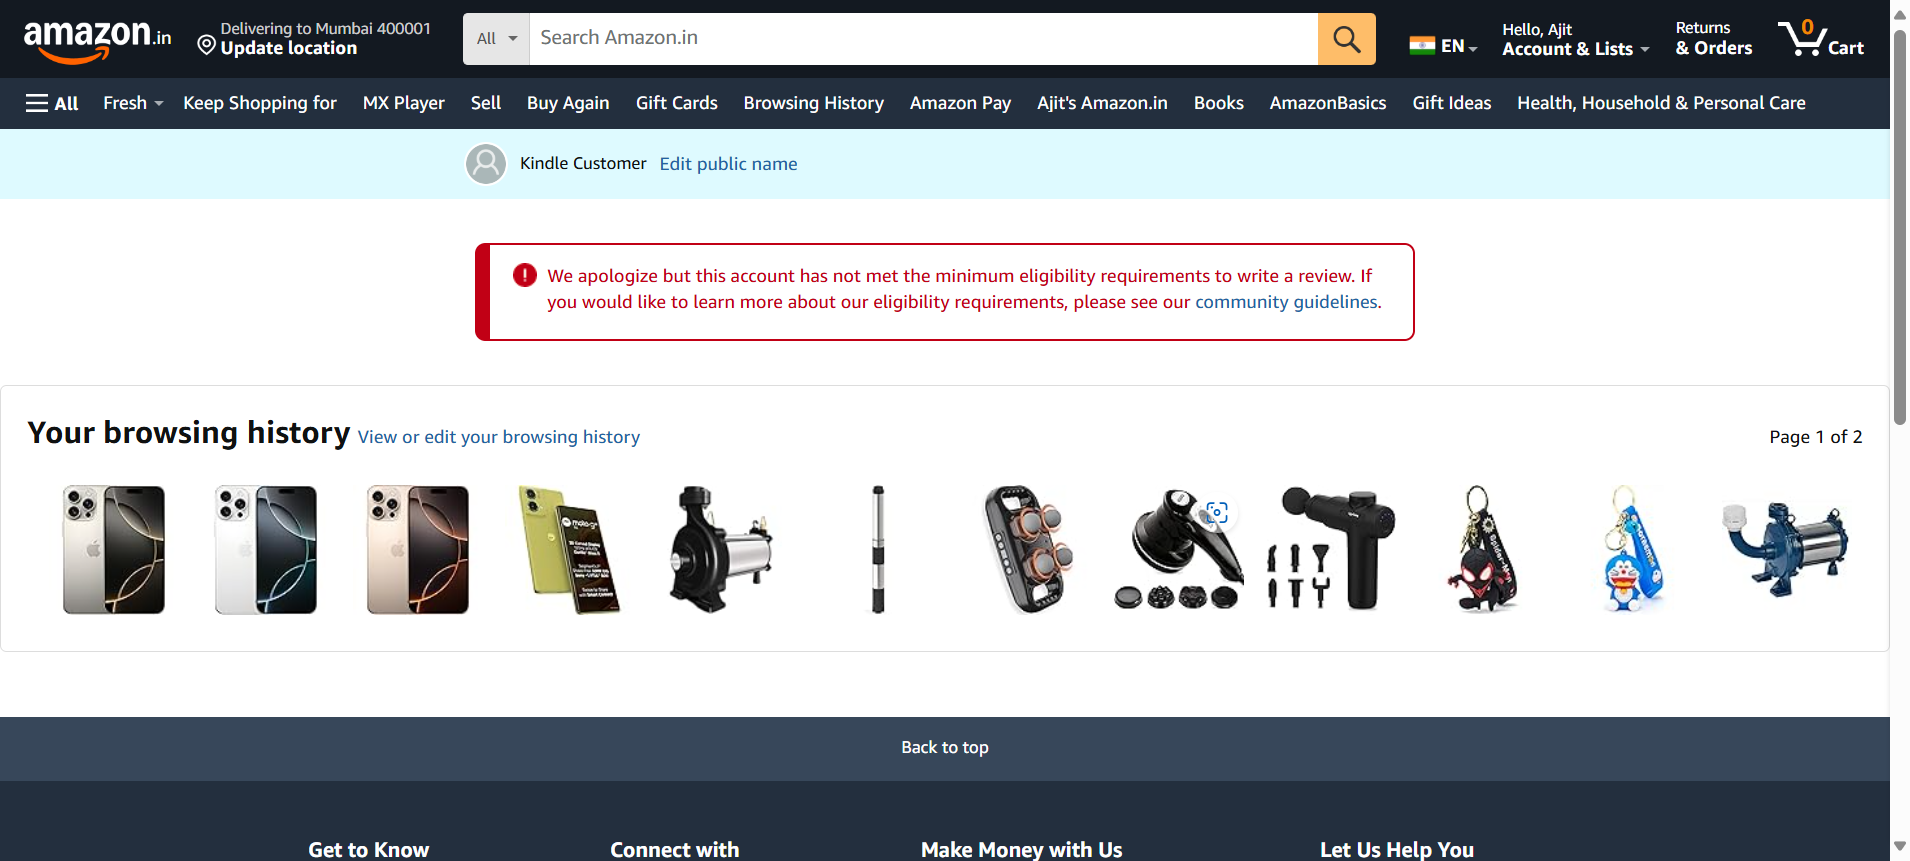 amazon.in
Delivering to Mumbai 400001
Update location
All
Search Amazon.in
EN
Hello, Ajit
Account & Lists
Returns
& Orders
0
Cart
All
Fresh
Keep Shopping for
MX Player
Sell
Buy Again
Gift Cards
Browsing History
Amazon Pay
Ajit's Amazon.in
Books
AmazonBasics
Gift Ideas
Health, Household & Personal Care
Kindle Customer Edit public name
We apologize but this account has not met the minimum eligibility requirements to write a review. If
you would like to learn more about our eligibility requirements, please see our community guidelines.
Your browsing history View or edit your browsing history
Page 1 of 2
Back to top
Get to Know
Connect with
Make Money with Us
Let Us Help You